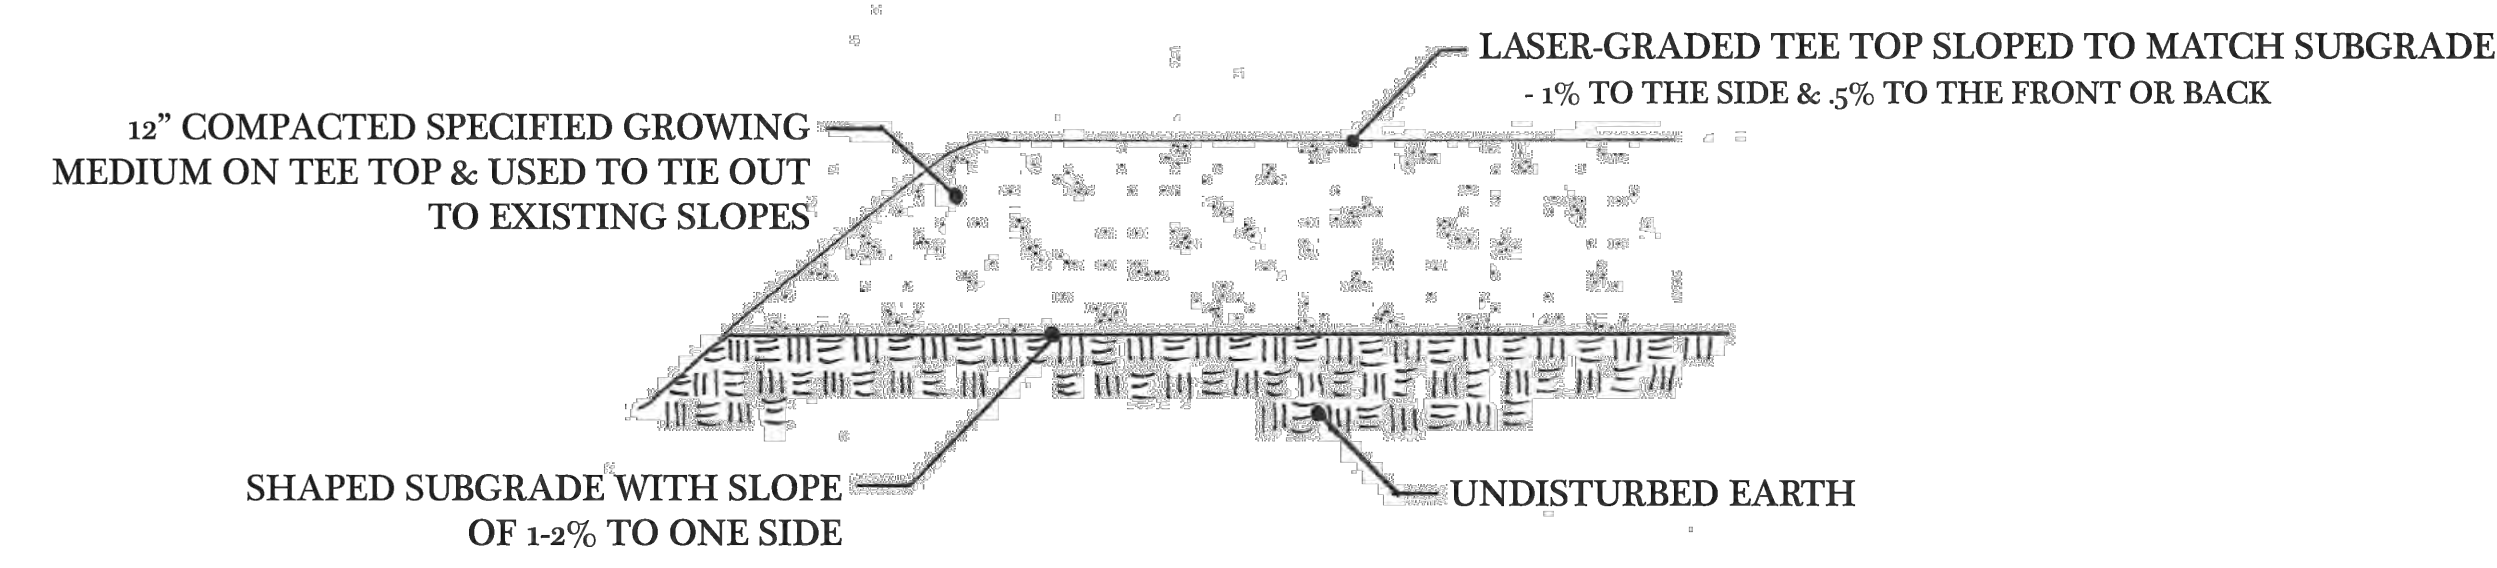 LASER-GRADED TEE TOP SLOPED TO MATCH SUBGRADE
- 1% TO THE SIDE & .5% TO THE FRONT OR BACK
12” COMPACTED SPECIFIED GROWING
MEDIUM ON TEE TOP & USED TO TIE OUT
TO EXISTING SLOPES
SHAPED SUBGRADE WITH SLOPE
OF 1-2% TO ONE SIDE
UNDISTURBED EARTH